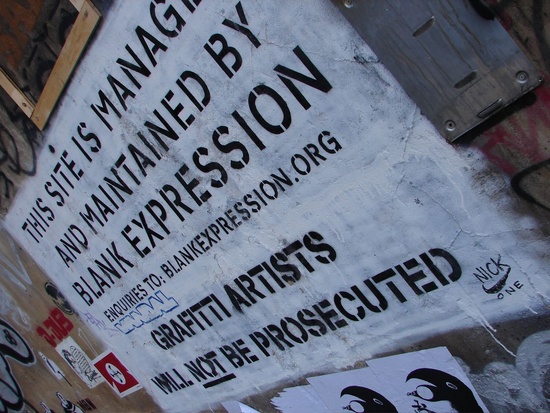 THIS SITE IS MANAGED
AND MAINTAINED BY
BLANK EXPRESSION
ENQUIRIES TO: BLANKEXPRESSION.ORG
GRAFITTI ARTISTS
WILL NOT BE PROSECUTED
NICK
ONE